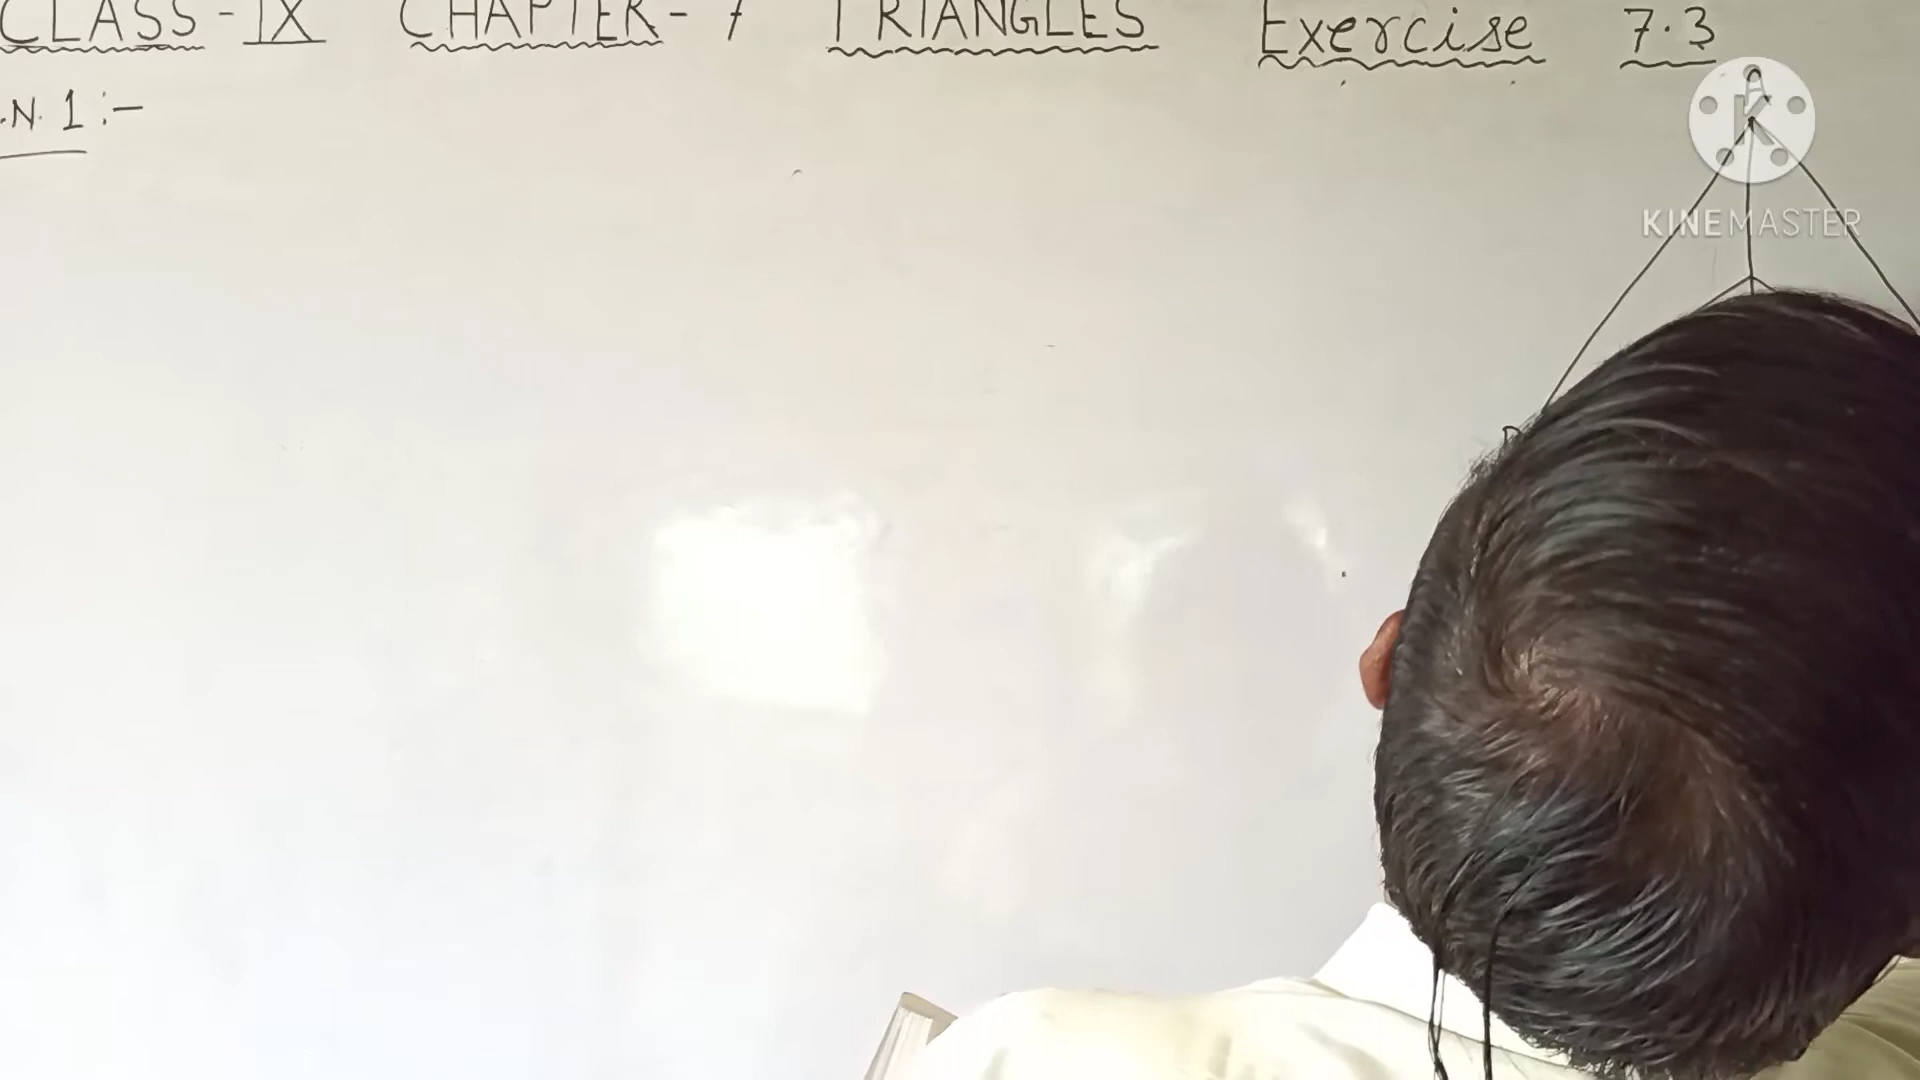 CLASS - IX CHAPTER - 7 TRIANGLES Exercise 7.3
.N. 1 :-
A
K
KINEMASTER